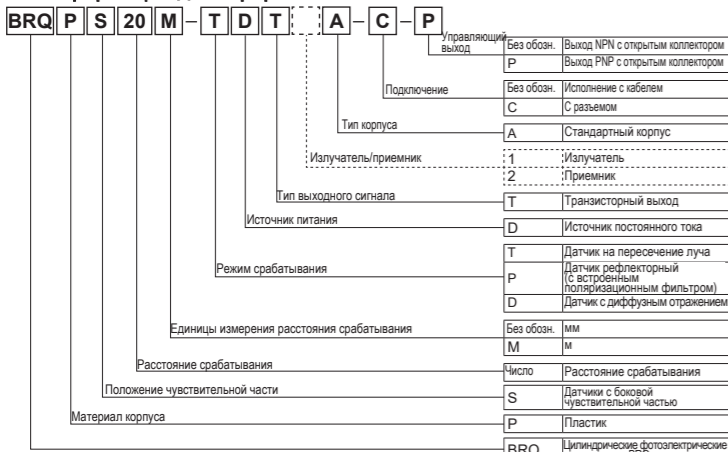 BRQ P S 20 M – T D T A – C – P
Управляющий
выход
Без обозн. Выход NPN с открытым коллектором
P Выход PNP с открытым коллектором
Подключение
Без обозн. Исполнение с кабелем
C С разъемом
Тип корпуса
A Стандартный корпус
Излучатель/приемник
1 Излучатель
2 Приемник
Тип выходного сигнала
T Транзисторный выход
Источник питания
D Источник постоянного тока
Режим срабатывания
T Датчик на пересечение луча
P Датчик рефлекторный
(с встроенным
поляризационным фильтром)
D Датчик с диффузным отражением
Единицы измерения расстояния срабатывания
Без обозн. мм
M м
Расстояние срабатывания
Число Расстояние срабатывания
Положение чувствительной части
S Датчики с боковой
чувствительной частью
Материал корпуса
P Пластик
BRQ Цилиндрические фотоэлектрические